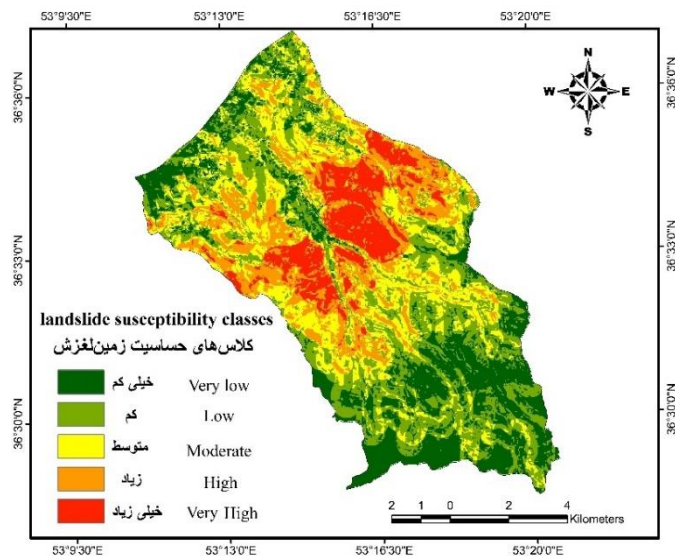 53°9'30"E 53°13'0"E 53°16'30"E 53°20'0"E
36°36'0"N 36°36'0"N
N
W E
S
36°33'0"N 36°33'0"N
landslide susceptibility classes
کلاس‌های حساسیت زمین‌لغزش
خیلی کم Very low
کم Low
متوسط Moderate
زیاد High
خیلی زیاد Very High
36°30'0"N 36°30'0"N
2 1 0 2 4
Kilometers
53°9'30"E 53°13'0"E 53°16'30"E 53°20'0"E